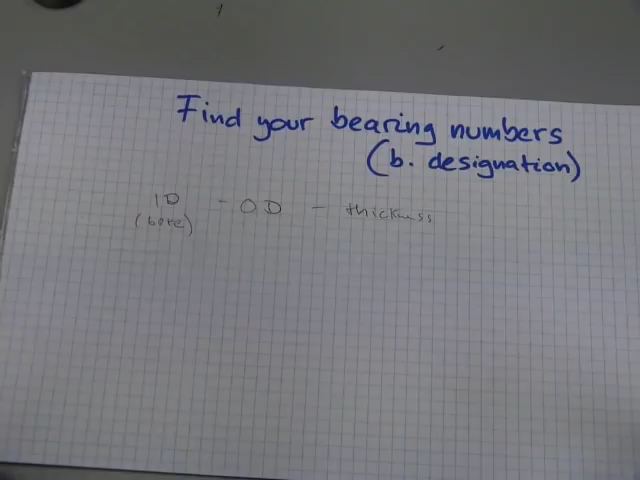 Find your bearing numbers
(b. designation)
ID - OD - thickness
(bore)